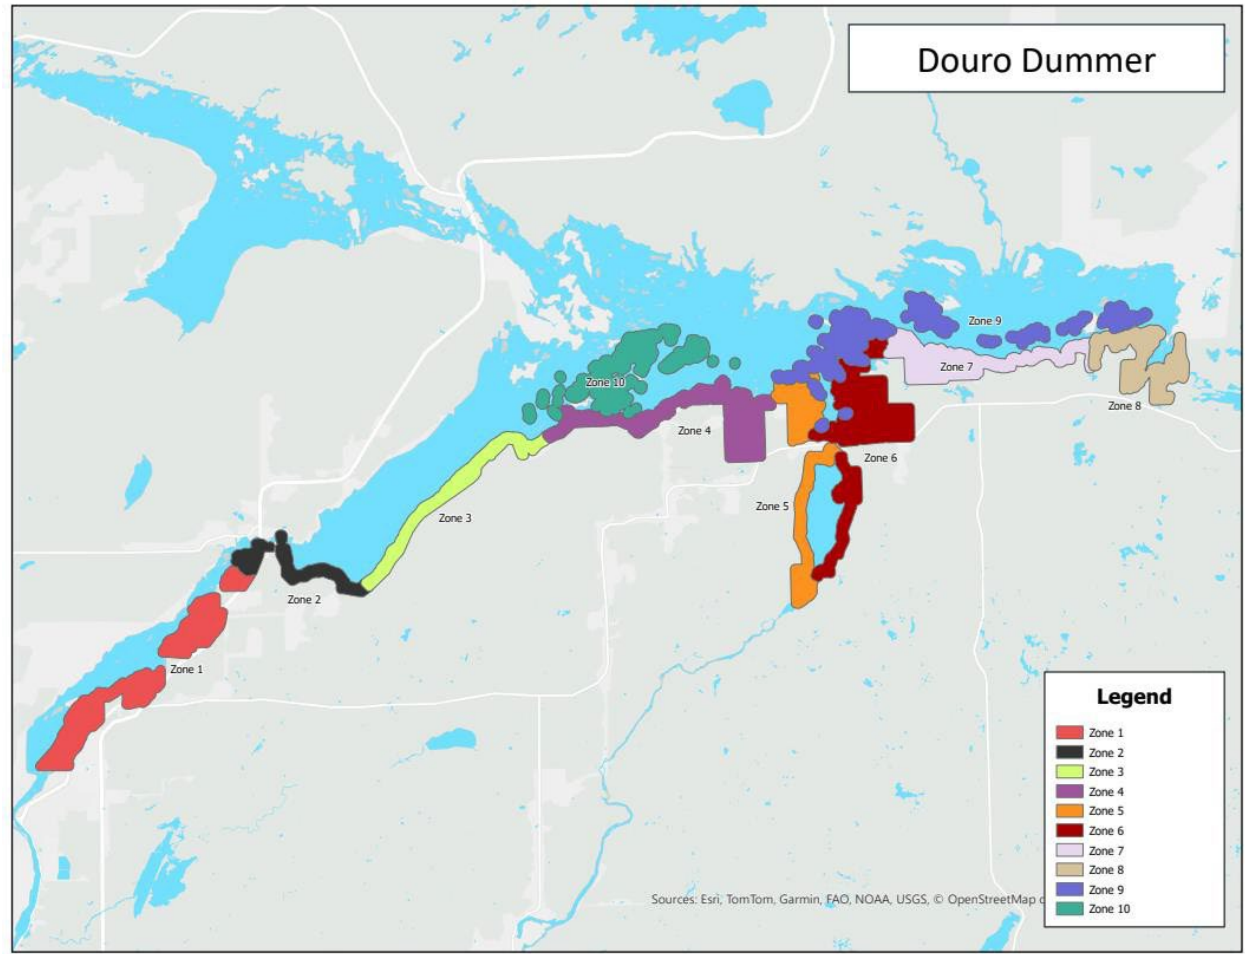 Douro Dummer
Zone 9
Zone 7
Zone 10
Zone 8
Zone 4
Zone 6
Zone 5
Zone 3
Zone 2
Zone 1
Legend
Zone 1
Zone 2
Zone 3
Zone 4
Zone 5
Zone 6
Zone 7
Zone 8
Zone 9
Zone 10
Sources: Esri, TomTom, Garmin, FAO, NOAA, USGS, © OpenStreetMap